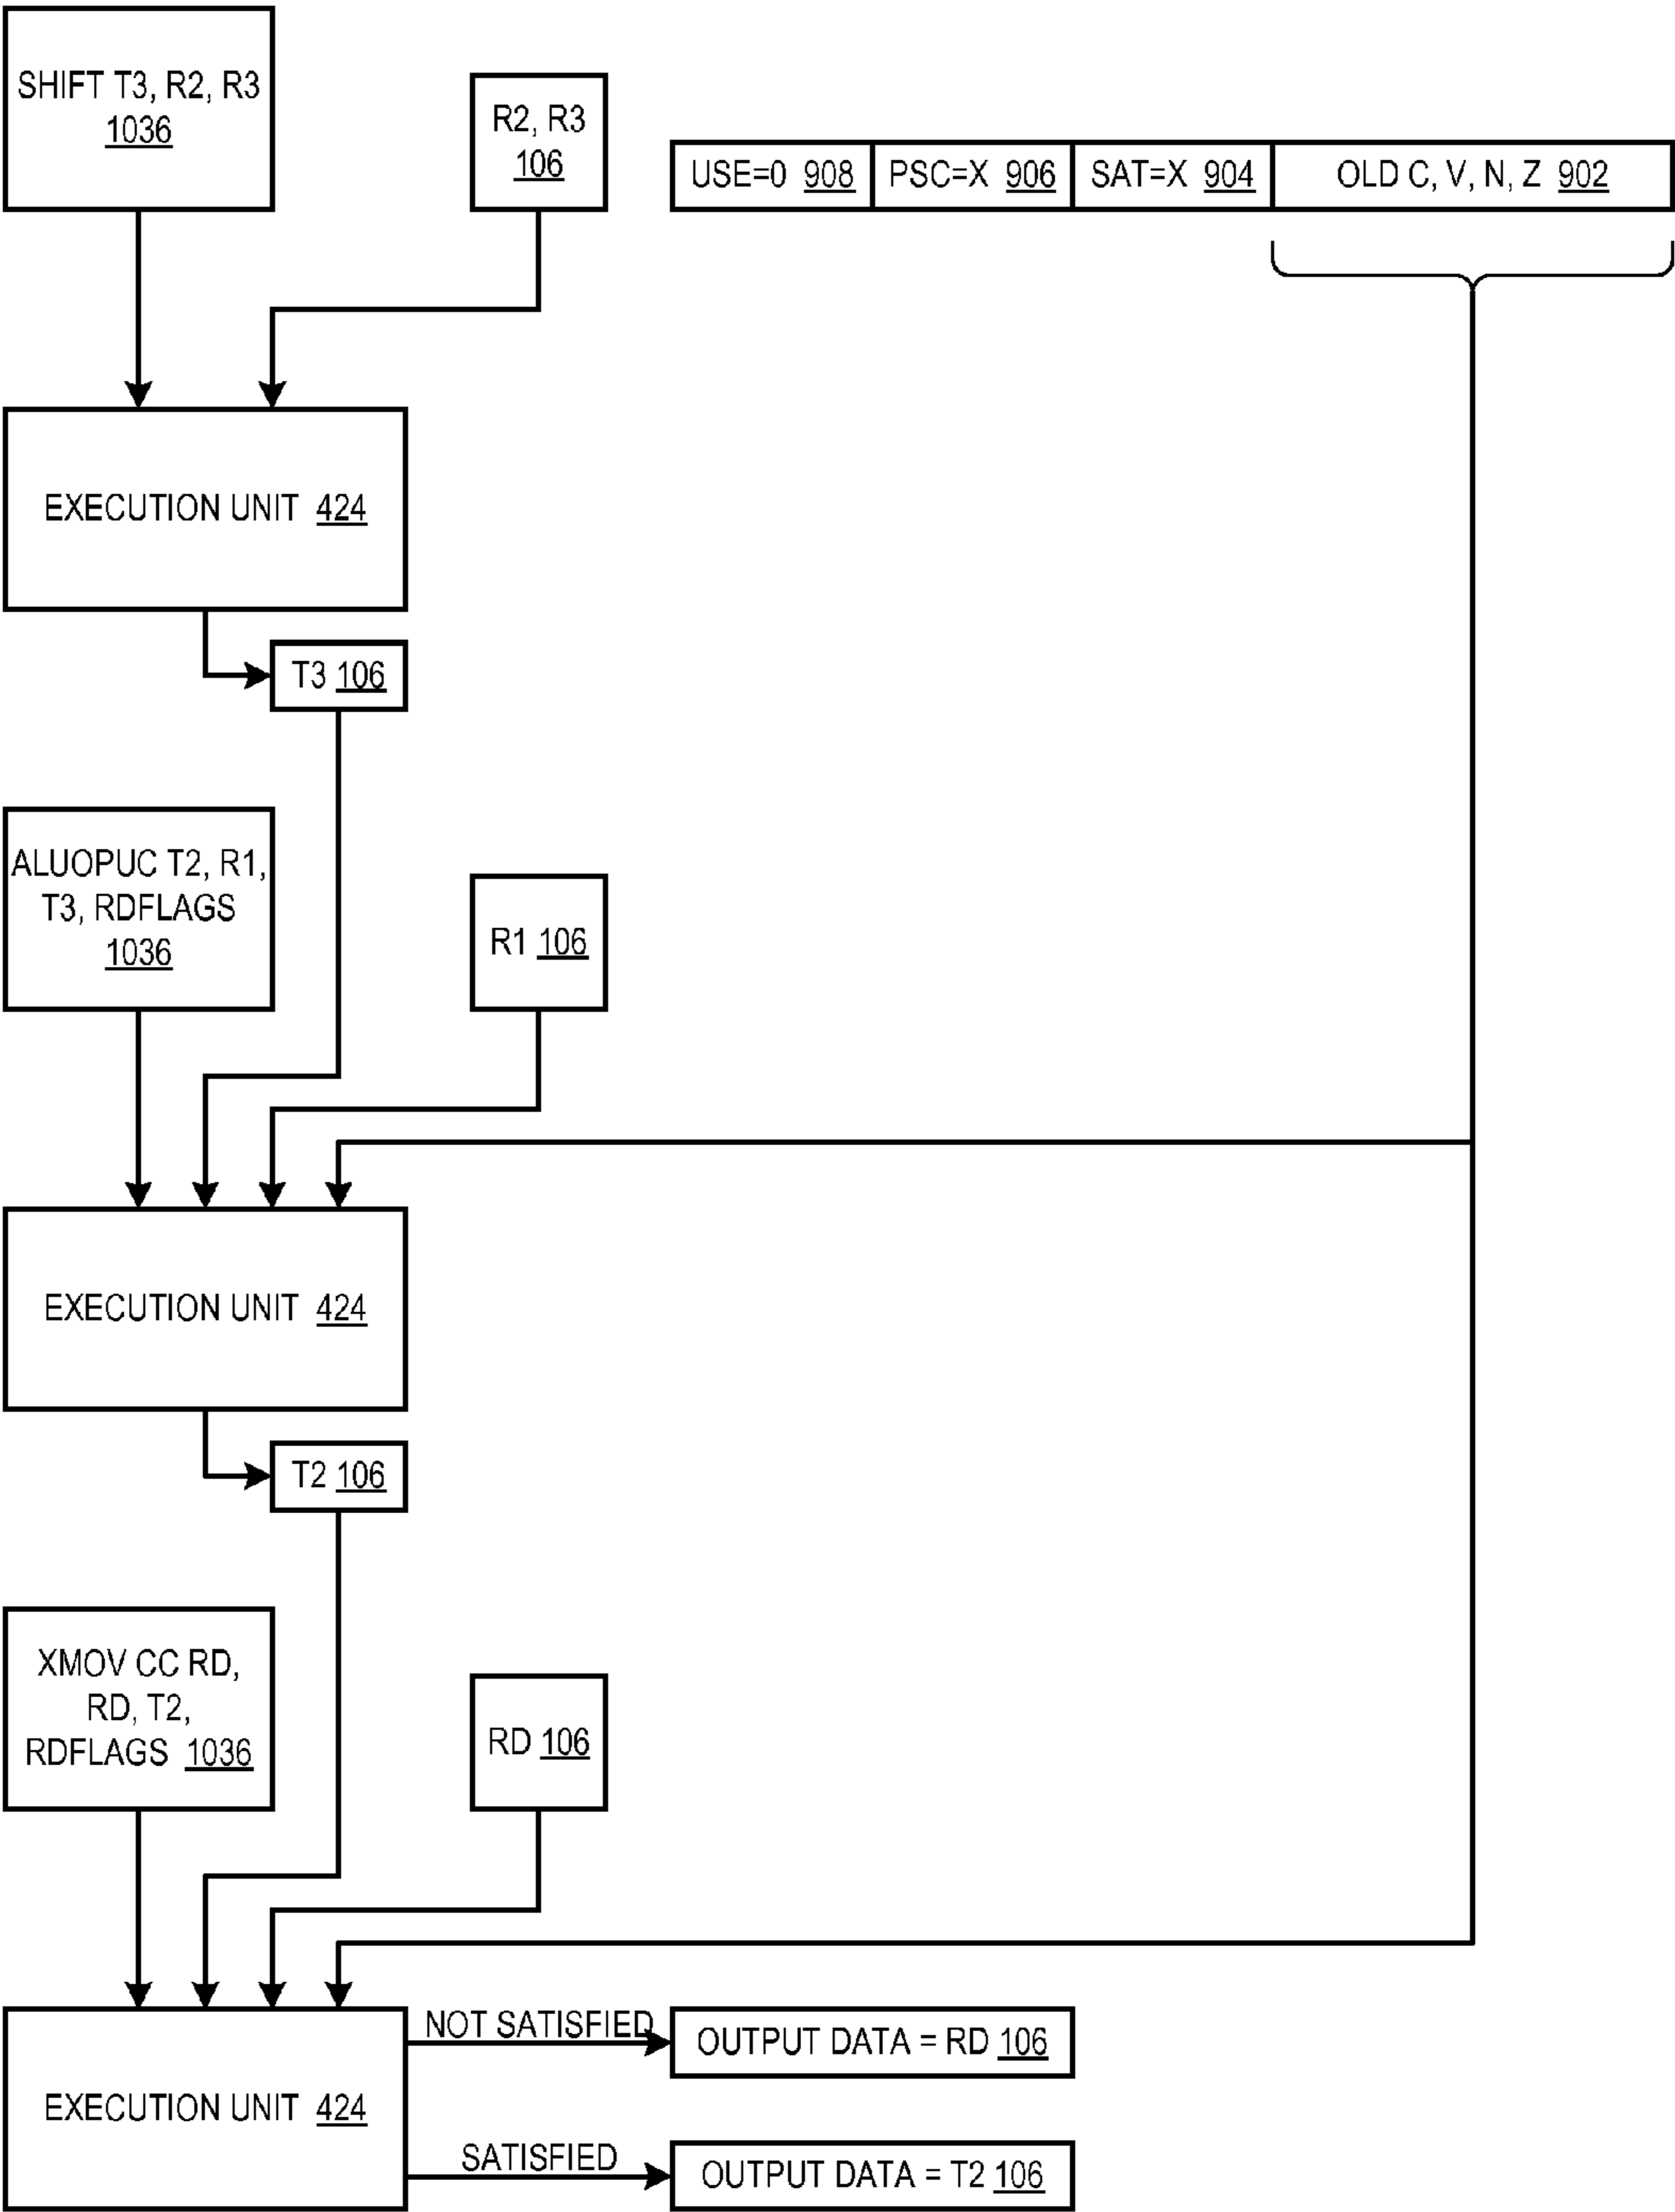 SHIFT T3, R2, R3
1036
R2, R3
106
USE=0 908 PSC=X 906 SAT=X 904 OLD C, V, N, Z 902
EXECUTION UNIT 424
T3 106
ALUOPUC T2, R1,
T3, RDFLAGS
1036
R1 106
EXECUTION UNIT 424
T2 106
XMOV CC RD,
RD, T2,
RDFLAGS 1036
RD 106
EXECUTION UNIT 424
NOT SATISFIED
OUTPUT DATA = RD 106
SATISFIED
OUTPUT DATA = T2 106